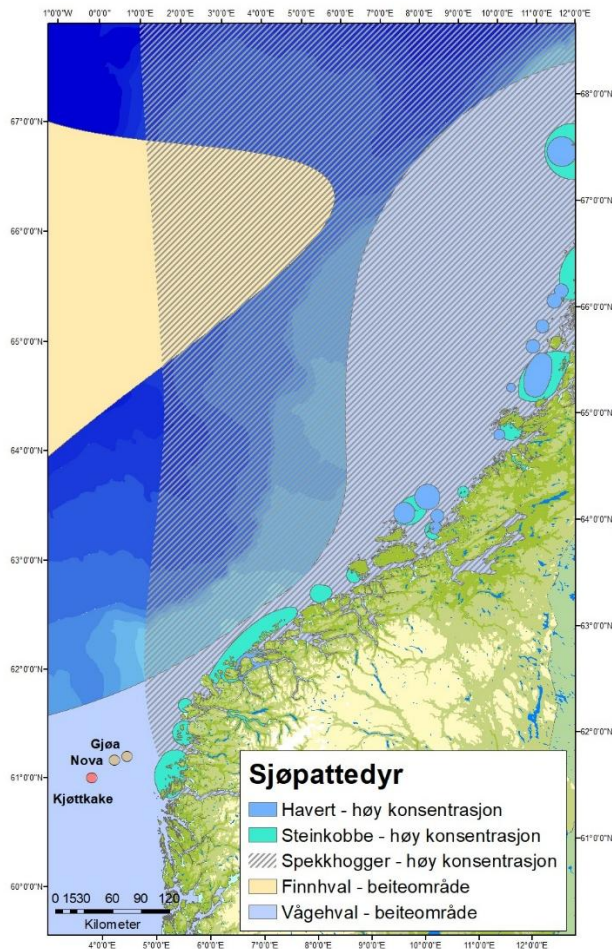 1°0'0"W 0°0'0" 1°0'0"E 2°0'0"E 3°0'0"E 4°0'0"E 5°0'0"E 6°0'0"E 7°0'0"E 8°0'0"E 9°0'0"E 10°0'0"E 11°0'0"E 12°0'0"E
68°0'0"N
67°0'0"N
67°0'0"N
66°0'0"N
66°0'0"N
65°0'0"N
65°0'0"N
64°0'0"N
64°0'0"N
63°0'0"N
63°0'0"N
62°0'0"N
62°0'0"N
Gjøa
Nova
Kjøttkake
61°0'0"N
61°0'0"N
60°0'0"N
60°0'0"N
Sjøpattedyr
Havert - høy konsentrasjon
Steinkobbe - høy konsentrasjon
Spekkhogger - høy konsentrasjon
Finnhval - beiteområde
Vågehval - beiteområde
0 1530 60 90 120
Kilometer
4°0'0"E 5°0'0"E 6°0'0"E 7°0'0"E 8°0'0"E 9°0'0"E 10°0'0"E 11°0'0"E 12°0'0"E